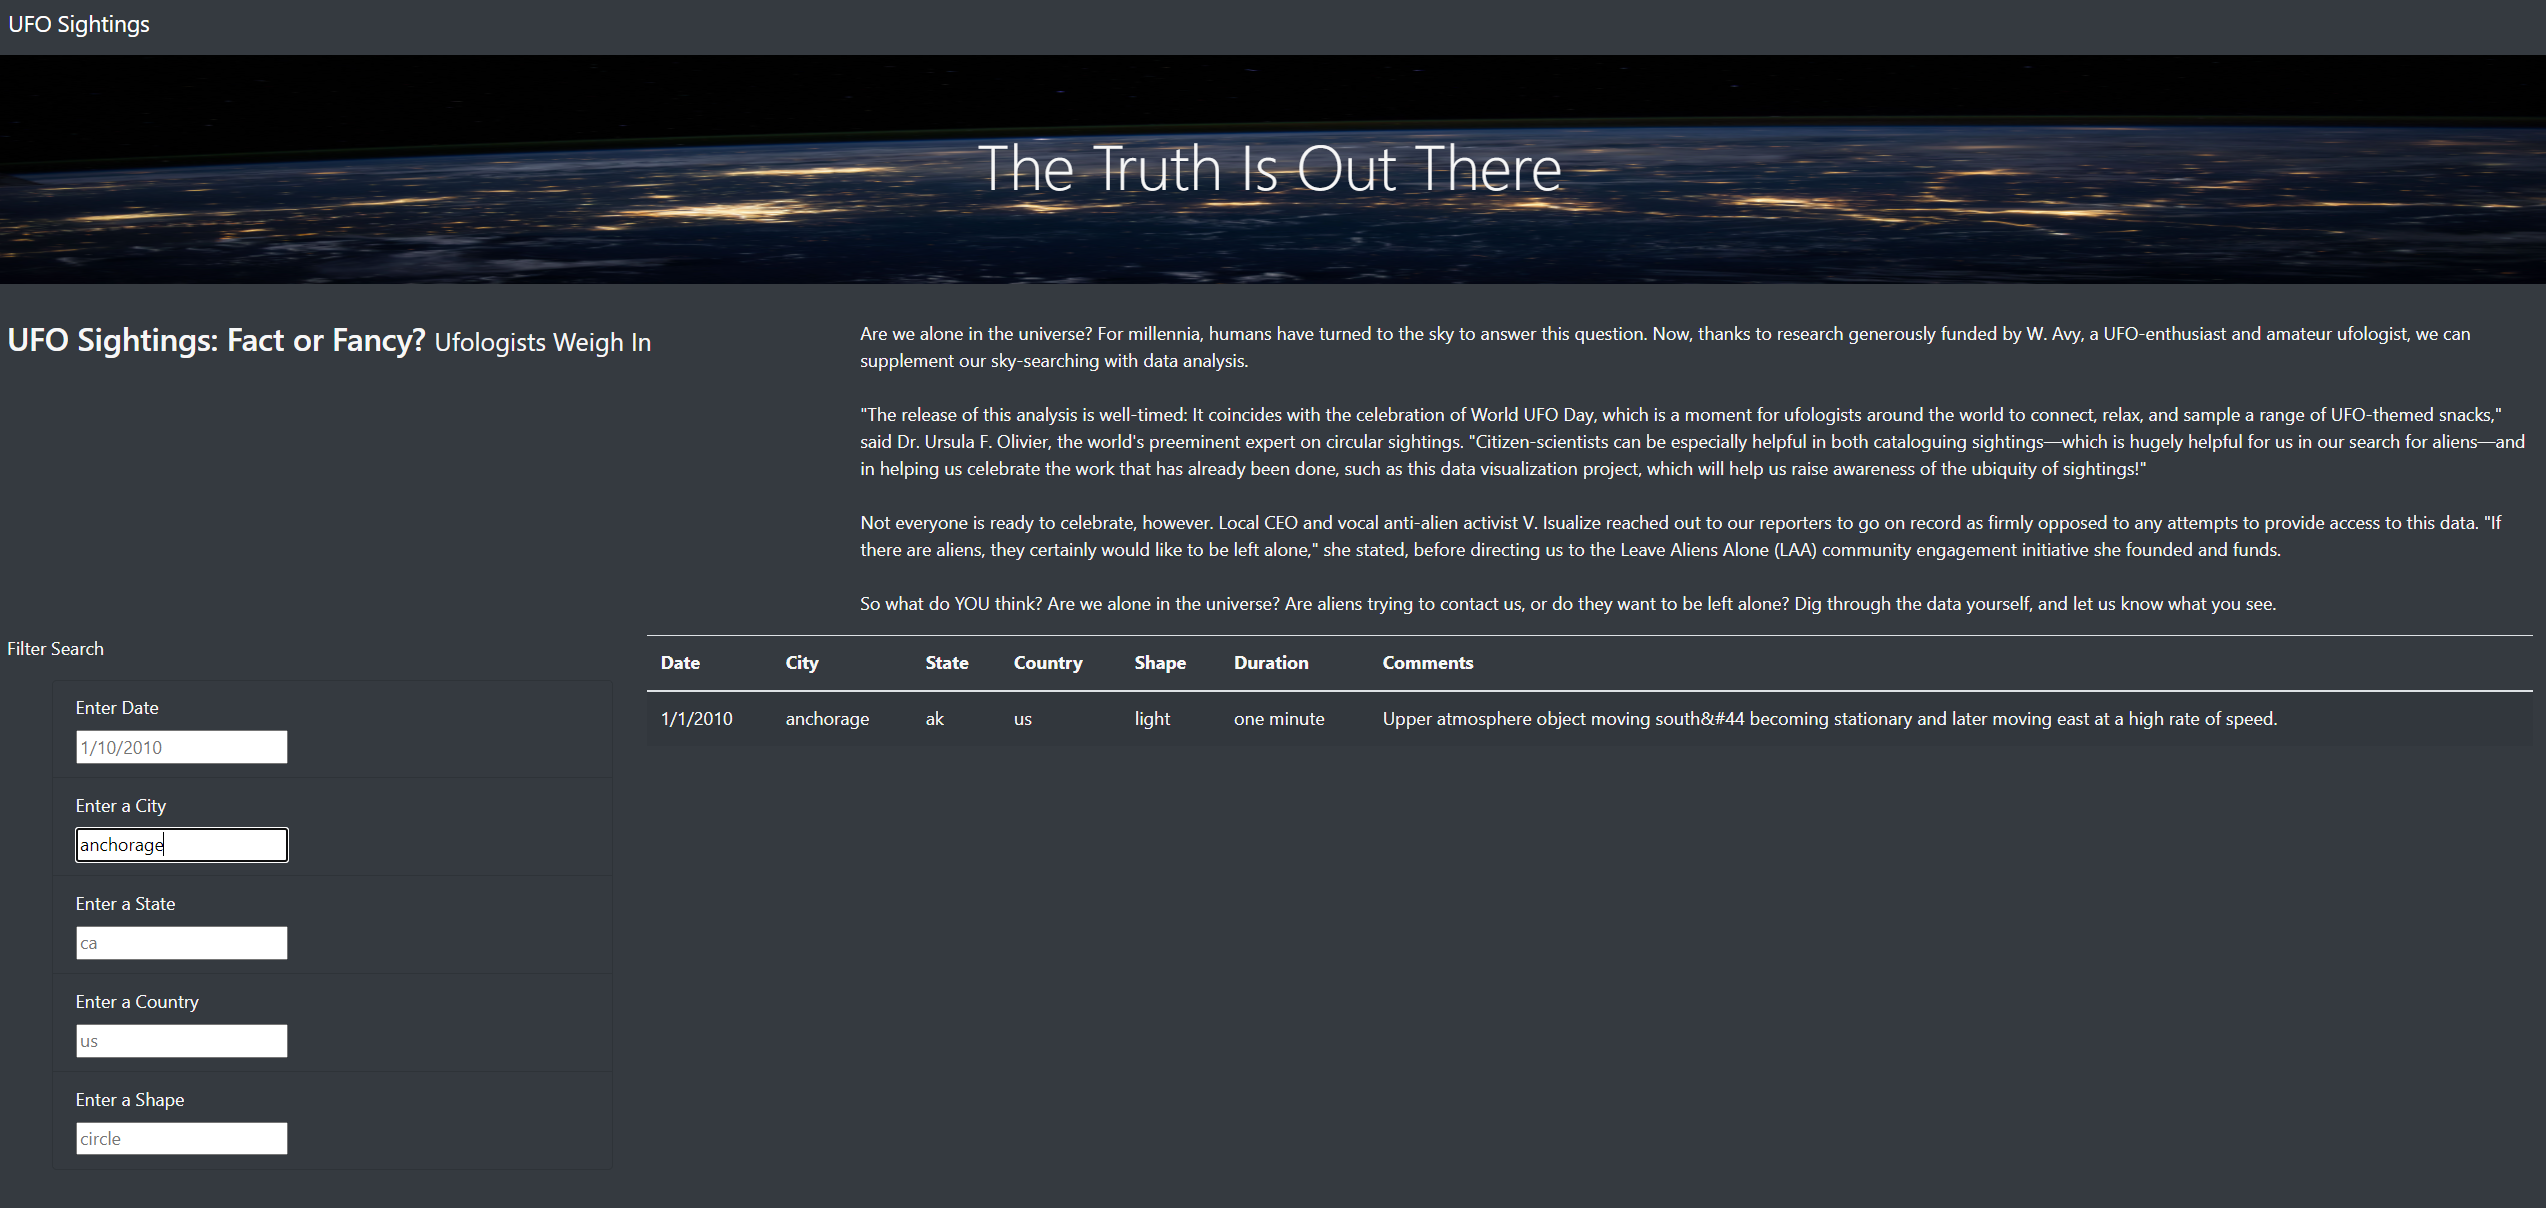 UFO Sightings
The Truth Is Out There
UFO Sightings: Fact or Fancy? Ufologists Weigh In
Are we alone in the universe? For millennia, humans have turned to the sky to answer this question. Now, thanks to research generously funded by W. Avy, a UFO-enthusiast and amateur ufologist, we can
supplement our sky-searching with data analysis.
"The release of this analysis is well-timed: It coincides with the celebration of World UFO Day, which is a moment for ufologists around the world to connect, relax, and sample a range of UFO-themed snacks,"
said Dr. Ursula F. Olivier, the world's preeminent expert on circular sightings. "Citizen-scientists can be especially helpful in both cataloguing sightings—which is hugely helpful for us in our search for aliens—and
in helping us celebrate the work that has already been done, such as this data visualization project, which will help us raise awareness of the ubiquity of sightings!"
Not everyone is ready to celebrate, however. Local CEO and vocal anti-alien activist V. Isualize reached out to our reporters to go on record as firmly opposed to any attempts to provide access to this data. "If
there are aliens, they certainly would like to be left alone," she stated, before directing us to the Leave Aliens Alone (LAA) community engagement initiative she founded and funds.
So what do YOU think? Are we alone in the universe? Are aliens trying to contact us, or do they want to be left alone? Dig through the data yourself, and let us know what you see.
Filter Search
Enter Date
1/10/2010
Enter a City
anchorage
Enter a State
ca
Enter a Country
us
Enter a Shape
circle
Date City State Country Shape Duration Comments
1/1/2010 anchorage ak us light one minute Upper atmosphere object moving south&#44 becoming stationary and later moving east at a high rate of speed.